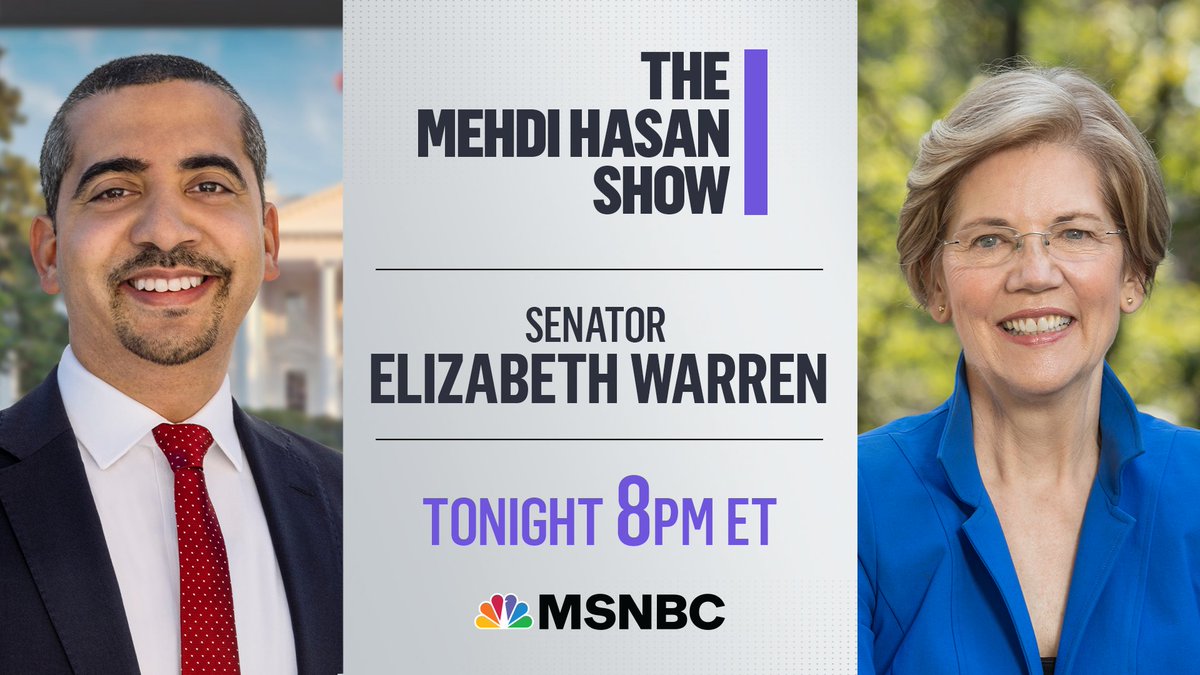 THE
MEHDI HASAN
SHOW
SENATOR
ELIZABETH WARREN
TONIGHT 8PM ET
MSNBC